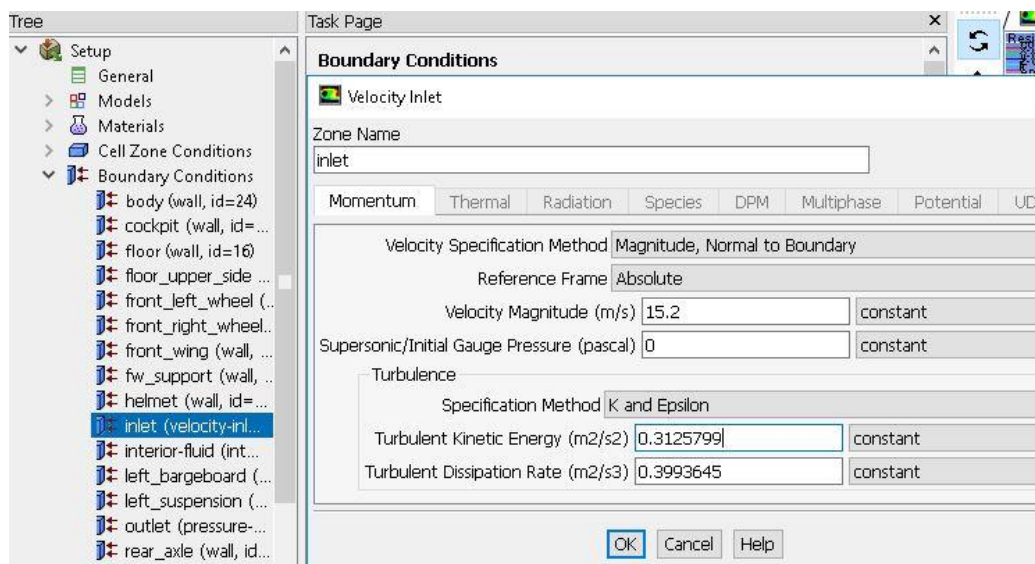 Tree
Setup
General
Models
Materials
Cell Zone Conditions
Boundary Conditions
body (wall, id=24)
cockpit (wall, id=...
floor (wall, id=16)
floor_upper_side ...
front_left_wheel (..
front_right_wheel..
front_wing (wall, ...
fw_support (wall, ..
helmet (wall, id=...
inlet (velocity-inl...
interior-fluid (int...
left_bargeboard (...
left_suspension (...
outlet (pressure-...
rear_axle (wall, id...
Task Page
Boundary Conditions
Velocity Inlet
Zone Name
inlet
Momentum Thermal Radiation Species DPM Multiphase Potential UD
Velocity Specification Method Magnitude, Normal to Boundary
Reference Frame Absolute
Velocity Magnitude (m/s) 15.2 constant
Supersonic/Initial Gauge Pressure (pascal) 0 constant
Turbulence
Specification Method K and Epsilon
Turbulent Kinetic Energy (m2/s2) 0.3125799 constant
Turbulent Dissipation Rate (m2/s3) 0.3993645 constant
OK Cancel Help